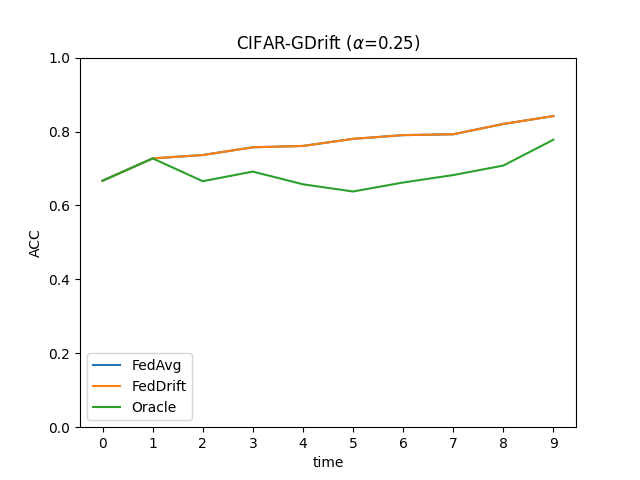 CIFAR-GDrift (α=0.25)
1.0
0.8
0.6
0.4
0.2
0.0
ACC
FedAvg
FedDrift
Oracle
0 1 2 3 4 5 6 7 8 9
time